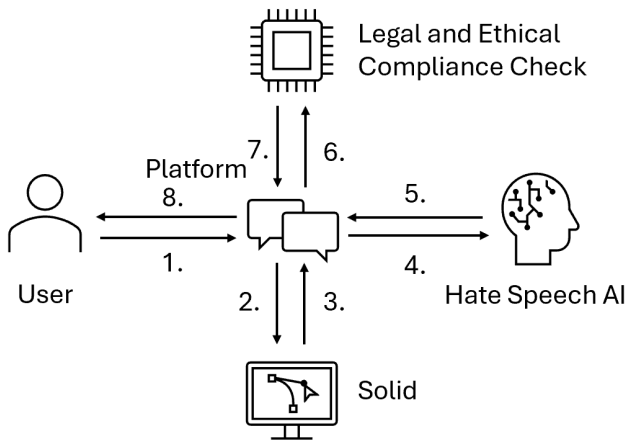 Legal and Ethical
Compliance Check
7.
6.
Platform
8.
5.
1.
4.
User
Hate Speech AI
2.
3.
Solid